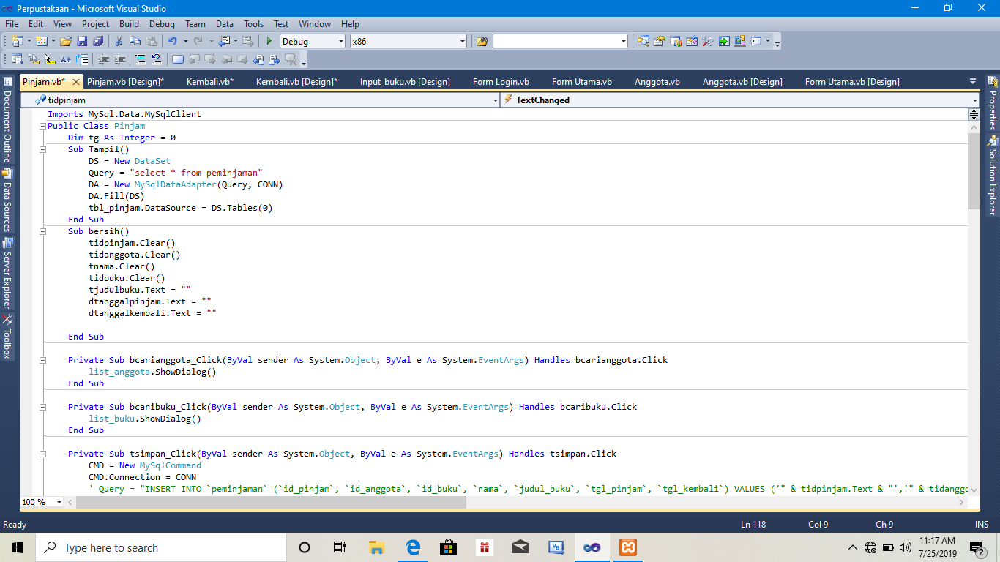 Perpustakaan - Microsoft Visual Studio
File Edit View Project Build Debug Team Data Tools Test Window Help
Debug x86
Pinjam.vb* Pinjam.vb [Design]* Kembali.vb* Kembali.vb [Design]* Input_buku.vb [Design] Form Login.vb Form Utama.vb Anggota.vb Anggota.vb [Design] Form Utama.vb [Design]
tidpinjam TextChanged
Document Outline
Data Sources
Server Explorer
Toolbox
Imports MySql.Data.MySqlClient
Public Class Pinjam
Dim tg As Integer = 0
Sub Tampil()
DS = New DataSet
Query = "select * from peminjaman"
DA = New MySqlDataAdapter(Query, CONN)
DA.Fill(DS)
tbl_pinjam.DataSource = DS.Tables(0)
End Sub
Sub bersih()
tidpinjam.Clear()
tidanggota.Clear()
tnama.Clear()
tidbuku.Clear()
tjudulbuku.Text = ""
dtanggalpinjam.Text = ""
dtanggalkembali.Text = ""
End Sub
Private Sub bcarianggota_Click(ByVal sender As System.Object, ByVal e As System.EventArgs) Handles bcarianggota.Click
list_anggota.ShowDialog()
End Sub
Private Sub bcaribuku_Click(ByVal sender As System.Object, ByVal e As System.EventArgs) Handles bcaribuku.Click
list_buku.ShowDialog()
End Sub
Private Sub tsimpan_Click(ByVal sender As System.Object, ByVal e As System.EventArgs) Handles tsimpan.Click
CMD = New MySqlCommand
CMD.Connection = CONN
' Query = "INSERT INTO `peminjaman` (`id_pinjam`, `id_anggota`, `id_buku`, `nama`, `judul_buku`, `tgl_pinjam`, `tgl_kembali`) VALUES ('" & tidpinjam.Text & "','" & tidanggo
Properties
Solution Explorer
100 %
Ready Ln 118 Col 9 Ch 9 INS
Type here to search
11:17 AM
7/25/2019
2